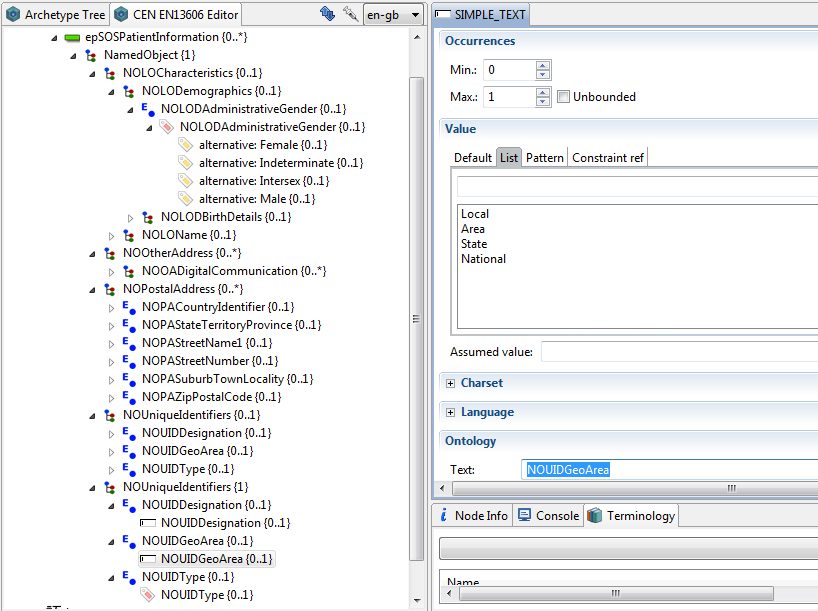 Archetype Tree
CEN EN13606 Editor
en-gb
epSOSPatientInformation {0..*}
NamedObject {1}
NOLOCharacteristics {0..1}
NOLODemographics {0..1}
NOLODAdministrativeGender {0..1}
NOLODAdministrativeGender {0..1}
alternative: Female {0..1}
alternative: Indeterminate {0..1}
alternative: Intersex {0..1}
alternative: Male {0..1}
NOLODBirthDetails {0..1}
NOLOName {0..1}
NOOtherAddress {0..*}
NOOADigitalCommunication {0..*}
NOPostalAddress {0..*}
NOPACountryIdentifier {0..1}
NOPAStateTerritoryProvince {0..1}
NOPAStreetName1 {0..1}
NOPAStreetNumber {0..1}
NOPASuburbTownLocality {0..1}
NOPAZipPostalCode {0..1}
NOUniqueIdentifiers {0..1}
NOUIDDesignation {0..1}
NOUIDGeoArea {0..1}
NOUIDType {0..1}
NOUniqueIdentifiers {1}
NOUIDDesignation {0..1}
NOUIDDesignation {0..1}
NOUIDGeoArea {0..1}
NOUIDGeoArea {0..1}
NOUIDType {0..1}
NOUIDType {0..1}
SIMPLE_TEXT
Occurrences
Min.: 0
Max.: 1 Unbounded
Value
Default List Pattern Constraint ref
Local
Area
State
National
Assumed value:
Charset
Language
Ontology
Text: NOUIDGeoArea
Node Info Console Terminology
Name